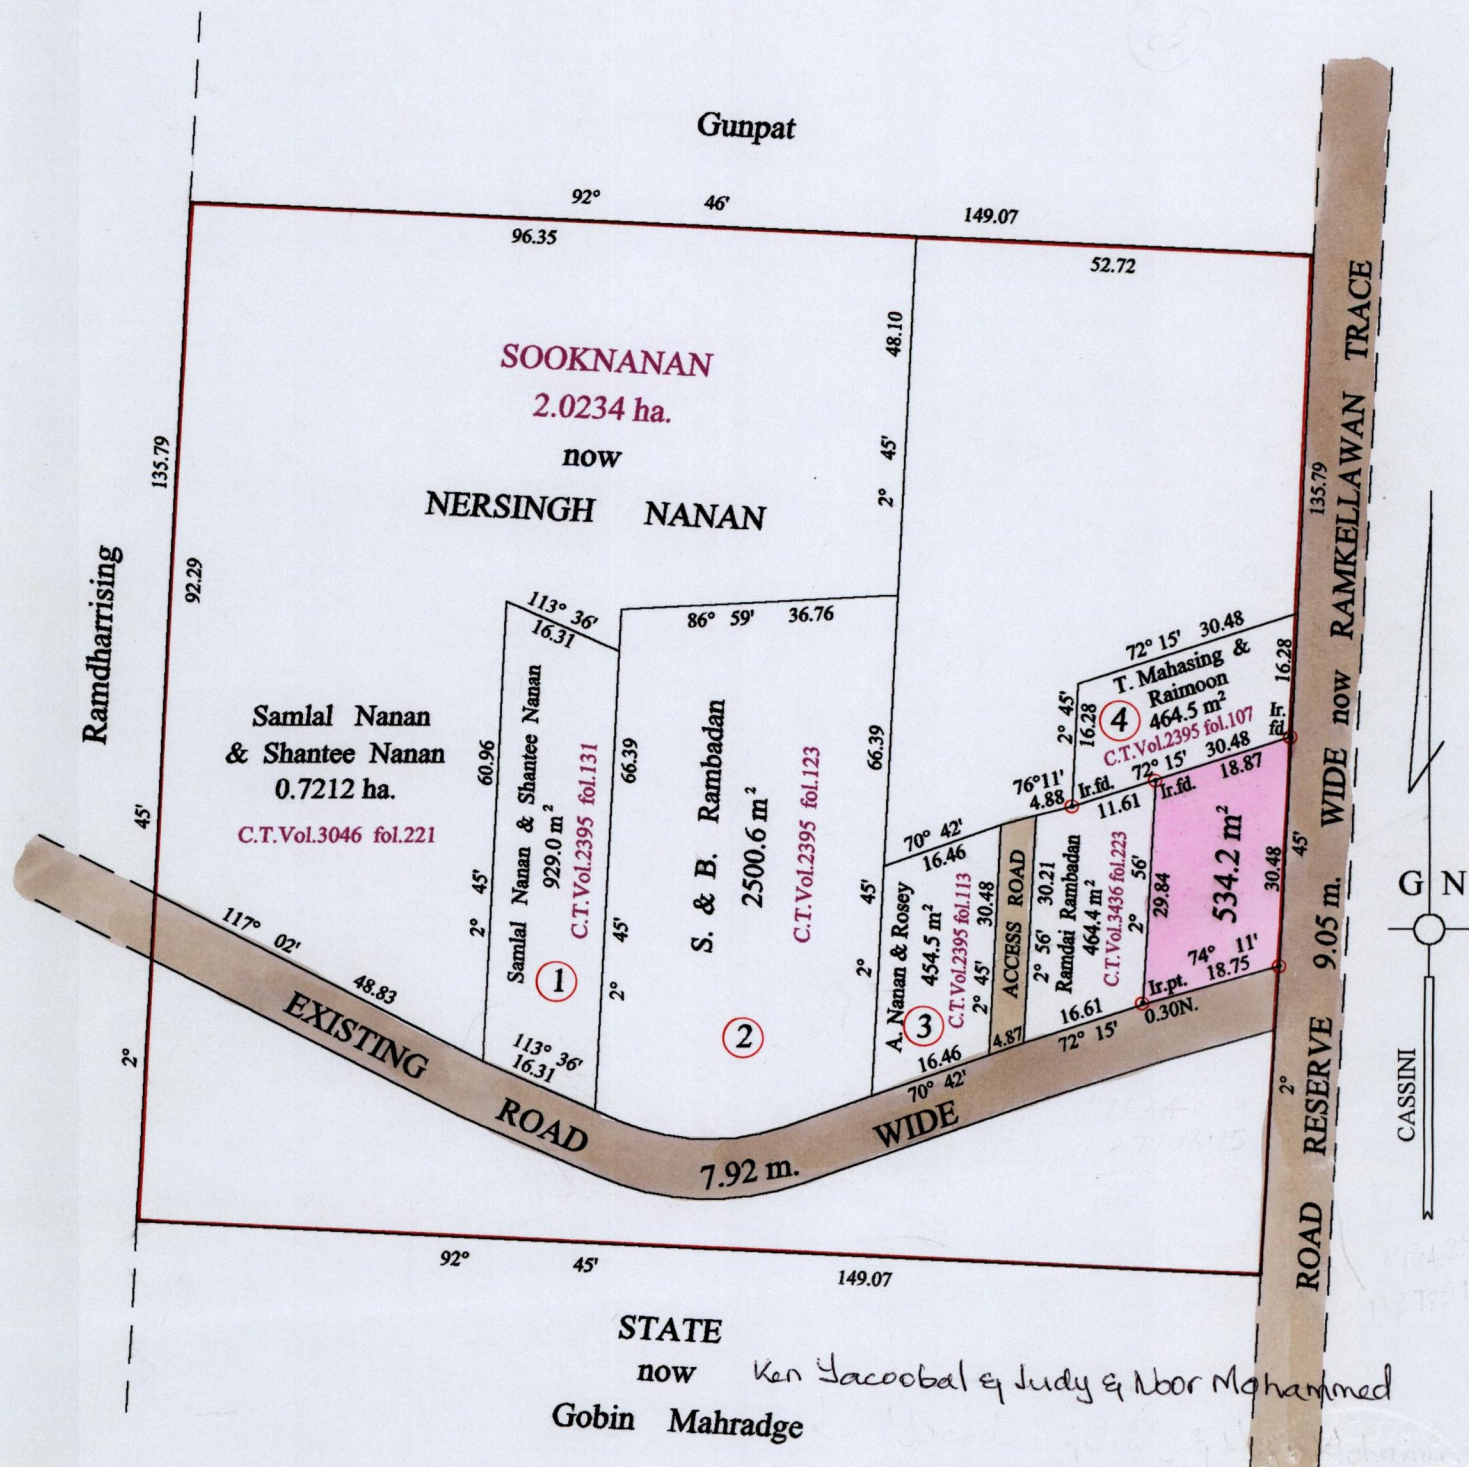 Gunpat
92° 46' 149.07
96.35
52.72
48.10
45'
2°
SOOKNANAN
2.0234 ha.
now
NERSINGH NANAN
135.79
45'
2°
92.29
Ramdharrising
Samlal Nanan
& Shantee Nanan
0.7212 ha.
C.T.Vol.3046 fol.221
113° 36'
16.31
60.96
45'
2°
Samlal Nanan & Shantee Nanan
929.0 m²
C.T.Vol.2395 fol.131
1
113° 36'
16.31
86° 59' 36.76
66.39
45'
2°
S. & B. Rambadan
2500.6 m²
C.T.Vol.2395 fol.123
2
66.39
45'
2°
70° 42'
16.46
A. Nanan & Rosey
454.5 m²
C.T.Vol.2395 fol.113
3
30.48
2° 45'
16.46
70° 42'
ACCESS ROAD
4.87
76°11'
4.88
Ir.fd.
11.61
30.21
2° 56'
Ramdai Rambadan
464.4 m²
C.T.Vol.3436 fol.223
16.61
72° 15'
72° 15' 30.48
2° 45'
16.28
T. Mahasing &
Raimoon
464.5 m²
4
C.T.Vol.2395 fol.107
16.28
Ir.
fd.
72° 15' 30.48
18.87
Ir.fd.
534.2 m²
56'
29.84
2°
30.48
74° 11'
18.75
Ir.pt.
0.30N.
135.79
45'
2°
ROAD RESERVE 9.05 m. WIDE now RAMKELLAWAN TRACE
117° 02'
48.83
EXISTING ROAD 7.92 m. WIDE
92° 45' 149.07
STATE
now Ken Yacoobal & Judy & Noor Mohammed
Gobin Mahradge
G N
CASSINI